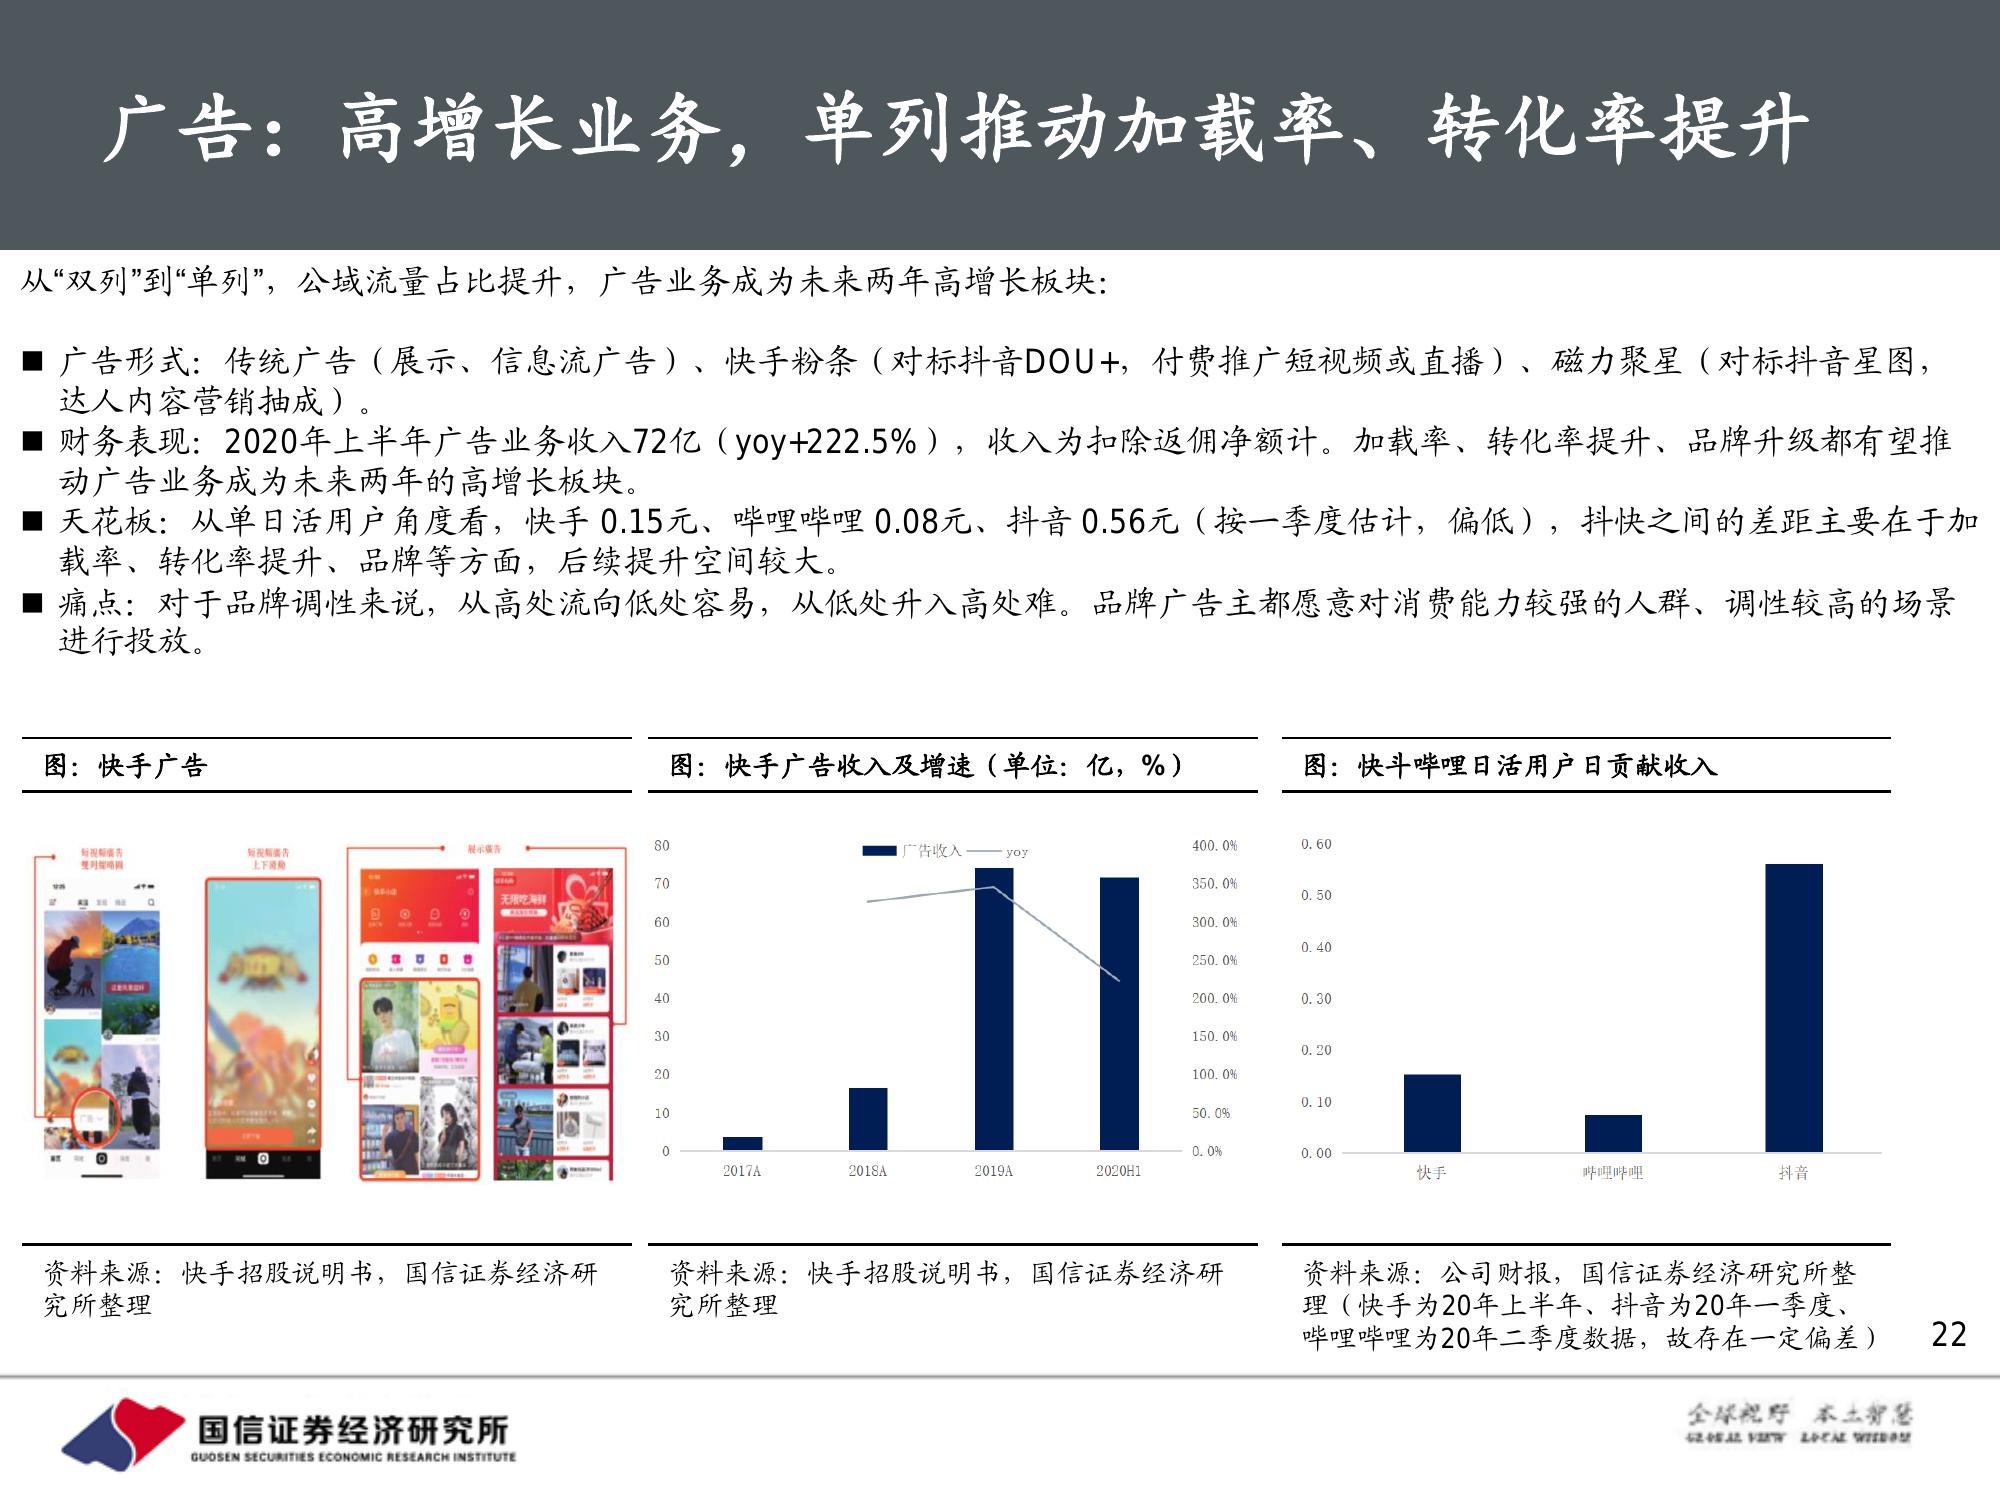 广告：高增长业务，单列推动加载率、转化率提升
从“双列”到“单列”，公域流量占比提升，广告业务成为未来两年高增长板块：
■ 广告形式：传统广告（展示、信息流广告）、快手粉条（对标抖音DOU+，付费推广短视频或直播）、磁力聚星（对标抖音星图，
达人内容营销抽成）。
■ 财务表现：2020年上半年广告业务收入72亿（yoy+222.5%），收入为扣除返佣净额计。加载率、转化率提升、品牌升级都有望推
动广告业务成为未来两年的高增长板块。
■ 天花板：从单日活用户角度看，快手 0.15元、哔哩哔哩 0.08元、抖音 0.56元（按一季度估计，偏低），抖快之间的差距主要在于加
载率、转化率提升、品牌等方面，后续提升空间较大。
■ 痛点：对于品牌调性来说，从高处流向低处容易，从低处升入高处难。品牌广告主都愿意对消费能力较强的人群、调性较高的场景
进行投放。
图：快手广告
短視頻廣告
雙列縮略圖
短視頻廣告
上下滑動
展示廣告
无限吃海鲜
资料来源：快手招股说明书，国信证券经济研
究所整理
图：快手广告收入及增速（单位：亿，%）
广告收入 yoy
80 400.0%
70 350.0%
60 300.0%
50 250.0%
40 200.0%
30 150.0%
20 100.0%
10 50.0%
0 0.0%
2017A 2018A 2019A 2020H1
资料来源：快手招股说明书，国信证券经济研
究所整理
图：快斗哔哩日活用户日贡献收入
0.60
0.50
0.40
0.30
0.20
0.10
0.00
快手 哔哩哔哩 抖音
资料来源：公司财报，国信证券经济研究所整
理（快手为20年上半年、抖音为20年一季度、
哔哩哔哩为20年二季度数据，故存在一定偏差）
22
国信证券经济研究所
GUOSEN SECURITIES ECONOMIC RESEARCH INSTITUTE
全球视野 本土智慧
GLOBAL VIEW LOCAL WISDOM